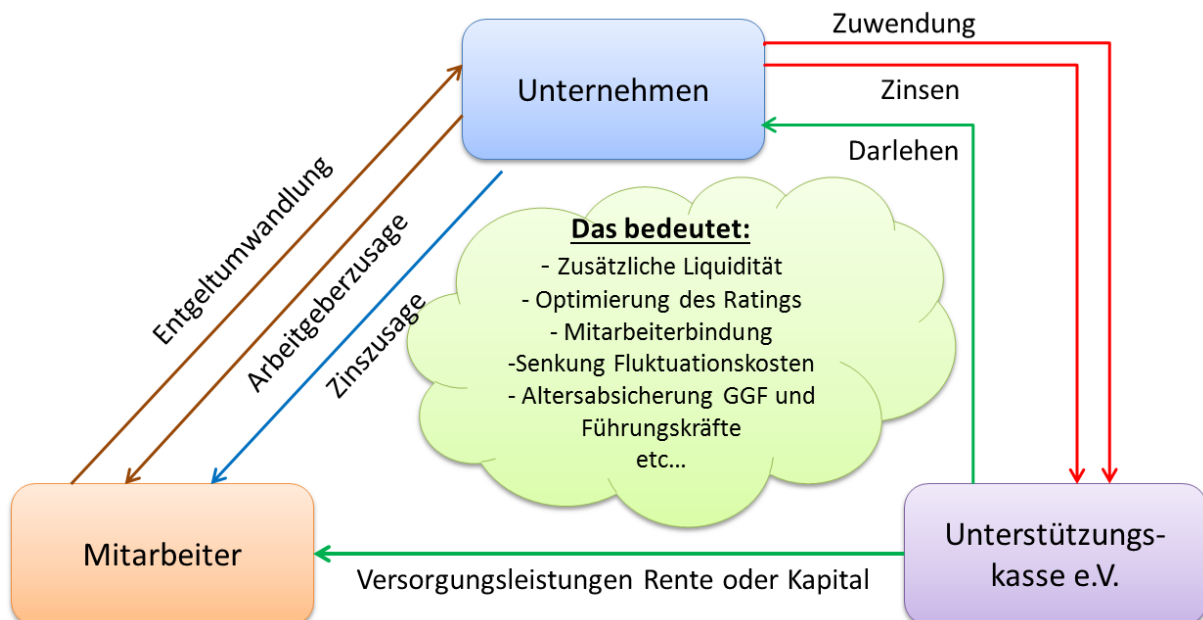 Zuwendung
Unternehmen
Zinsen
Darlehen
Entgeltumwandlung
Arbeitgeberzusage
Zinszusage
Das bedeutet:
- Zusätzliche Liquidität
- Optimierung des Ratings
- Mitarbeiterbindung
-Senkung Fluktuationskosten
- Altersabsicherung GGF und
Führungskräfte
etc...
Mitarbeiter
Versorgungsleistungen Rente oder Kapital
Unterstützungs-
kasse e.V.